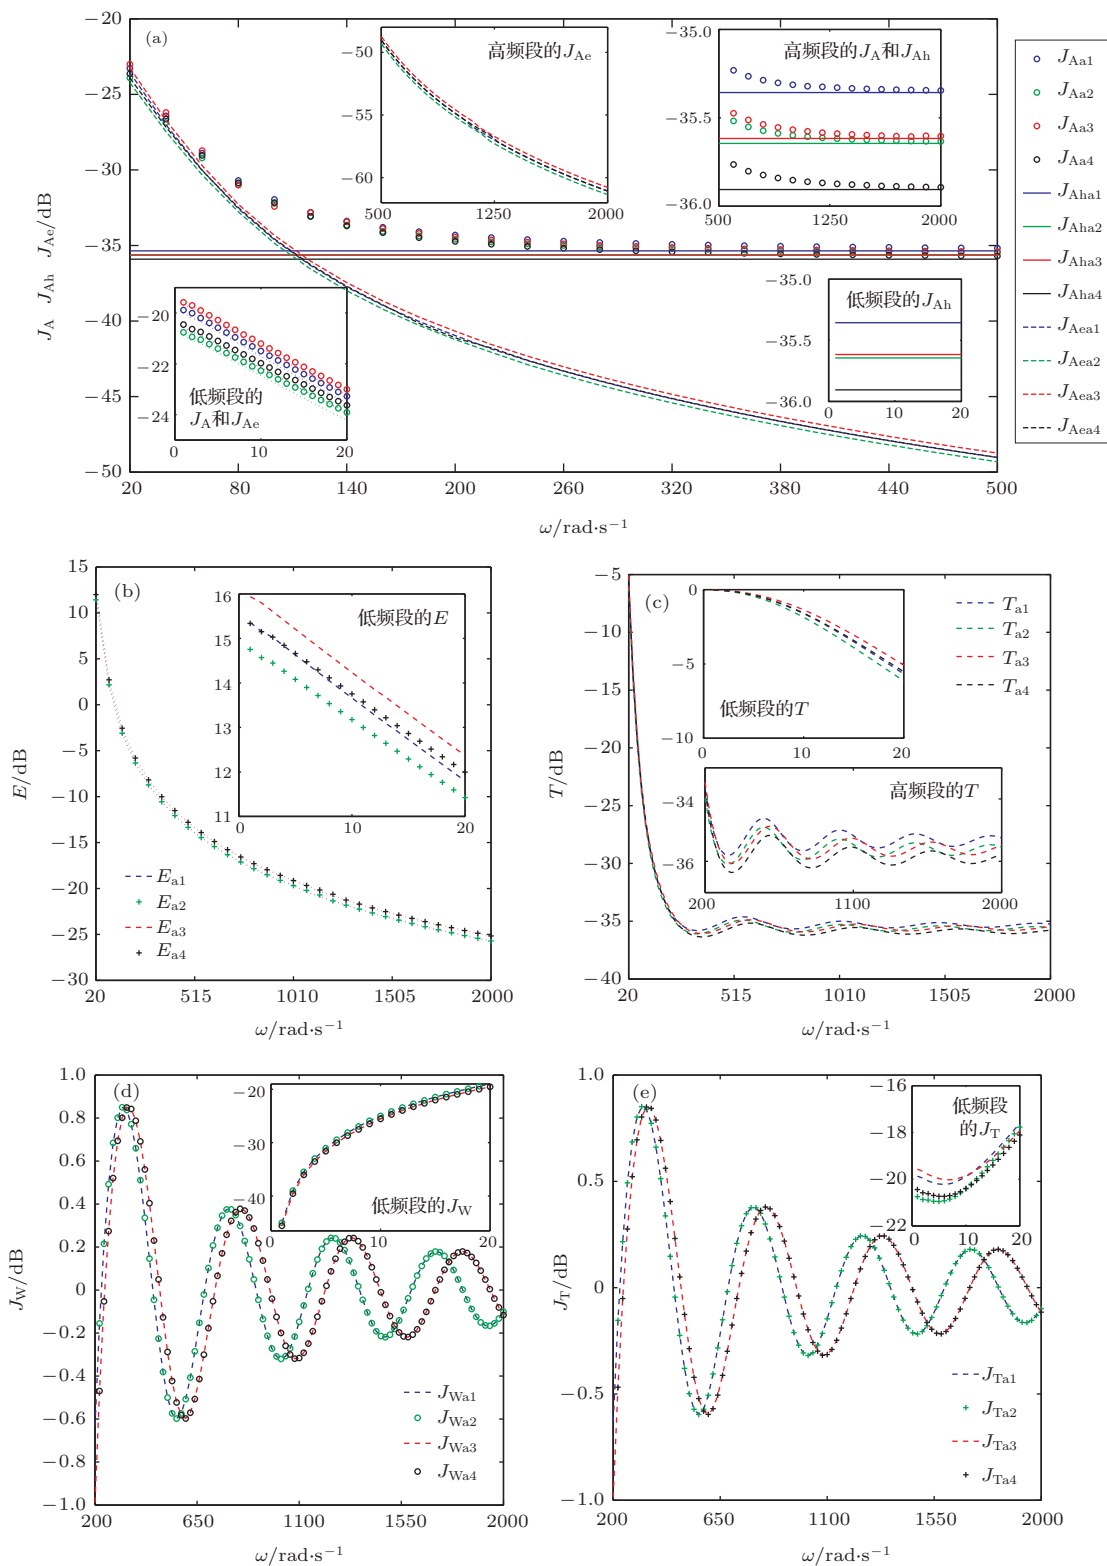 (a)
−20
−25
−30
−35
−40
−45
−50
20
80
140
200
260
320
380
440
500
J_A J_Ah J_Ae/dB
ω/rad·s⁻¹
高频段的J_Ae
−50
−55
−60
500
1250
2000
高频段的J_A和J_Ah
−35.0
−35.5
−36.0
500
1250
2000
低频段的
J_A和J_Ae
−20
−22
−24
0
10
20
低频段的J_Ah
−35.0
−35.5
−36.0
0
10
20
J_Aa1
J_Aa2
J_Aa3
J_Aa4
J_Aha1
J_Aha2
J_Aha3
J_Aha4
J_Aea1
J_Aea2
J_Aea3
J_Aea4
(b)
15
10
5
0
−5
−10
−15
−20
−25
−30
20
515
1010
1505
2000
E/dB
ω/rad·s⁻¹
低频段的E
16
15
14
13
12
11
0
10
20
E_a1
E_a2
E_a3
E_a4
(c)
−5
−10
−15
−20
−25
−30
−35
−40
20
515
1010
1505
2000
T/dB
ω/rad·s⁻¹
低频段的T
0
−5
−10
0
10
20
高频段的T
−34
−36
200
1100
2000
T_a1
T_a2
T_a3
T_a4
(d)
1.0
0.8
0.6
0.4
0.2
0
−0.2
−0.4
−0.6
−0.8
−1.0
200
650
1100
1550
2000
J_W/dB
ω/rad·s⁻¹
低频段的J_W
−20
−30
−40
0
10
20
J_Wa1
J_Wa2
J_Wa3
J_Wa4
(e)
1.0
0.5
0
−0.5
−1.0
200
650
1100
1550
2000
J_T/dB
ω/rad·s⁻¹
低频段
的J_T
−16
−18
−20
−22
0
5
10
15
20
J_Ta1
J_Ta2
J_Ta3
J_Ta4